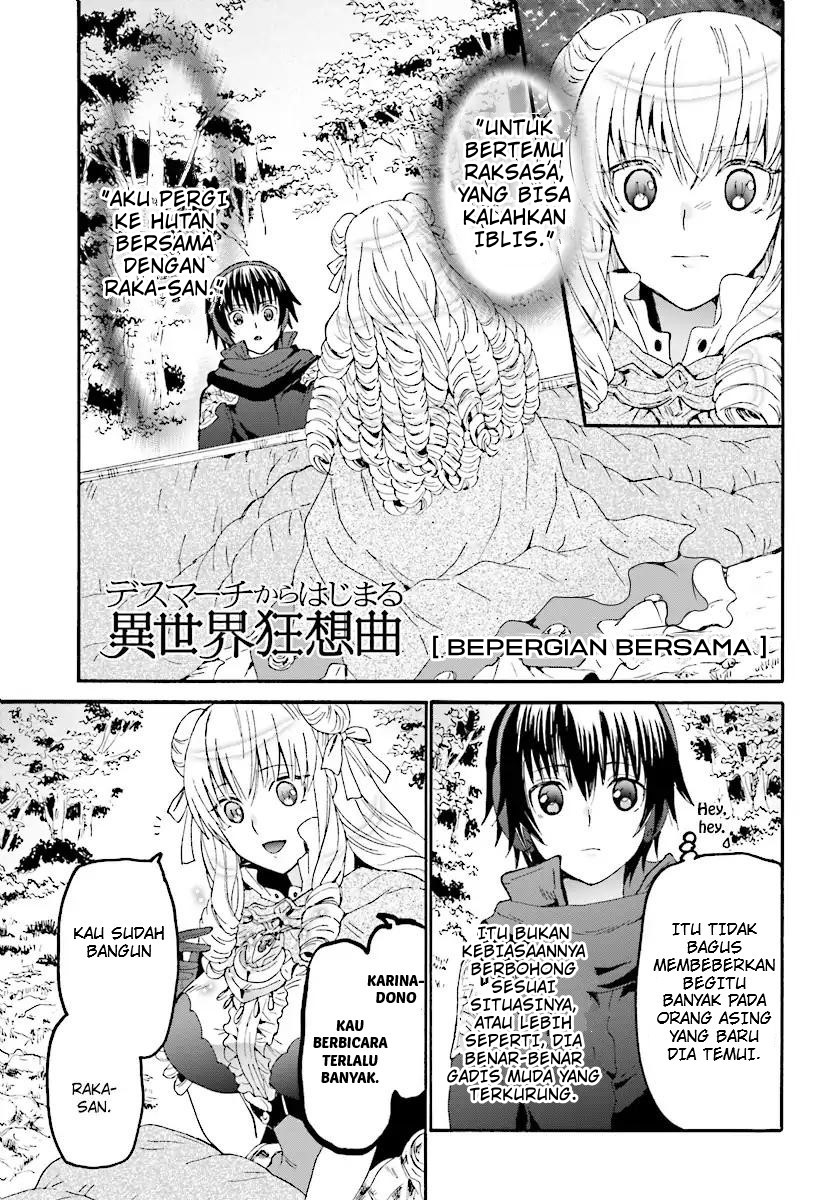 "UNTUK
BERTEMU
RAKSASA,
YANG BISA
KALAHKAN
IBLIS."
"AKU PERGI
KE HUTAN
BERSAMA
DENGAN
RAKA-SAN."
デスマーチからはじまる
異世界狂想曲
[ BEPERGIAN BERSAMA ]
Hey,
hey.
ITU TIDAK
BAGUS
MEMBEBERKAN
BEGITU
BANYAK PADA
ORANG ASING
YANG BARU
DIA TEMUI.
ITU BUKAN
KEBIASAANNYA
BERBOHONG
SESUAI
SITUASINYA,
ATAU LEBIH
SEPERTI, DIA
BENAR-BENAR
GADIS MUDA YANG
TERKURUNG.
KARINA-
DONO
KAU
BERBICARA
TERLALU
BANYAK.
KAU SUDAH
BANGUN
RAKA-
SAN.